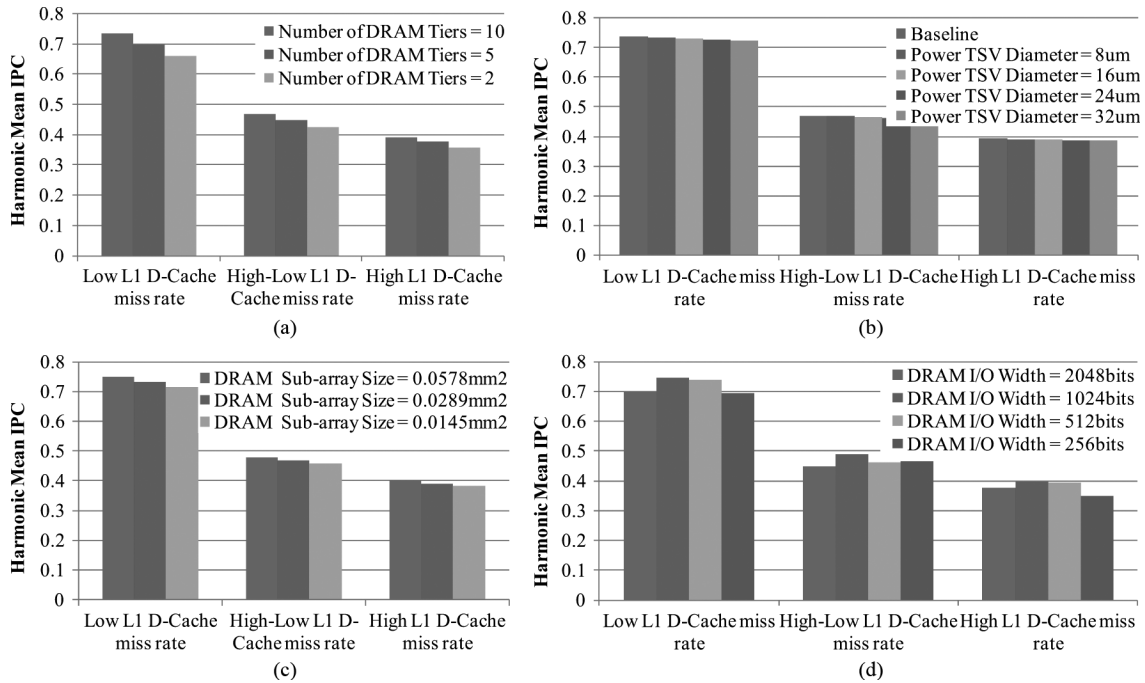 0.8
0.7
0.6
0.5
0.4
0.3
0.2
0.1
0
Harmonic Mean IPC
Number of DRAM Tiers = 10
Number of DRAM Tiers = 5
Number of DRAM Tiers = 2
Low L1 D-Cache miss rate
High-Low L1 D-Cache miss rate
High L1 D-Cache miss rate
(a)
0.8
0.7
0.6
0.5
0.4
0.3
0.2
0.1
0
Harmonic Mean IPC
Baseline
Power TSV Diameter = 8um
Power TSV Diameter = 16um
Power TSV Diameter = 24um
Power TSV Diameter = 32um
Low L1 D-Cache miss rate
High-Low L1 D-Cache miss rate
High L1 D-Cache miss rate
(b)
0.8
0.7
0.6
0.5
0.4
0.3
0.2
0.1
0
Harmonic Mean IPC
DRAM Sub-array Size = 0.0578mm2
DRAM Sub-array Size = 0.0289mm2
DRAM Sub-array Size = 0.0145mm2
Low L1 D-Cache miss rate
High-Low L1 D-Cache miss rate
High L1 D-Cache miss rate
(c)
0.8
0.7
0.6
0.5
0.4
0.3
0.2
0.1
0
Harmonic Mean IPC
DRAM I/O Width = 2048bits
DRAM I/O Width = 1024bits
DRAM I/O Width = 512bits
DRAM I/O Width = 256bits
Low L1 D-Cache miss rate
High-Low L1 D-Cache miss rate
High L1 D-Cache miss rate
(d)